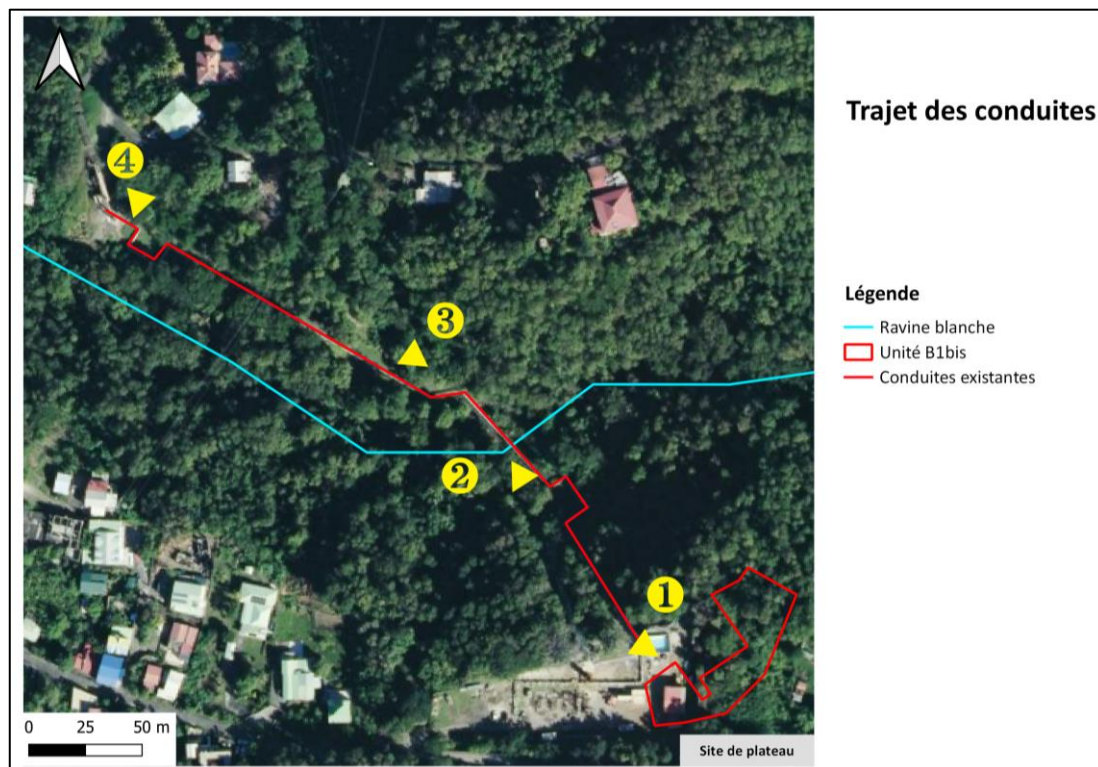 Trajet des conduites
4
3
2
1
Légende
Ravine blanche
Unité B1bis
Conduites existantes
0 25 50 m
Site de plateau